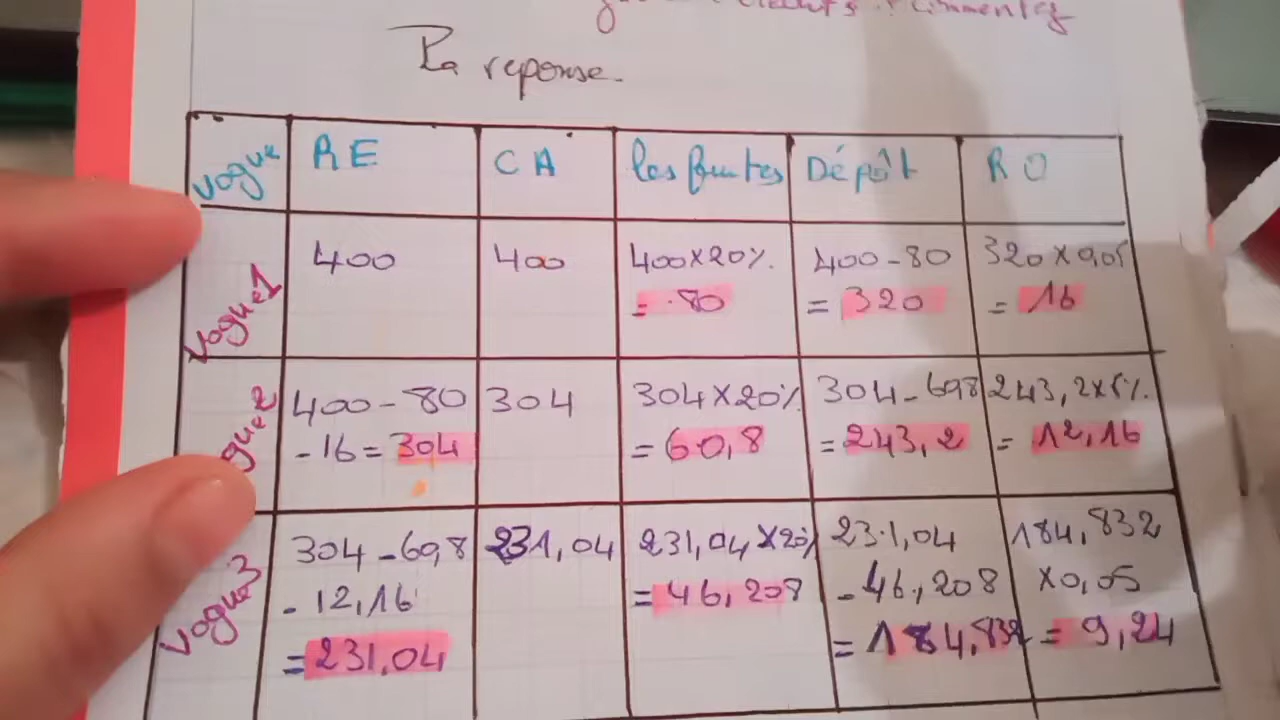 : Commentez
La reponse.
Vogue RE CA les fuites Dépôt RO
Vogue1 400 400 400x20%. 400-80 320x0,05
= 80 = 320 = 16
400-80 304 304x20% 304-698 243,2x5%.
-16=304 = 60,8 = 243,2 = 12,16
Vogue3 304-60,8 231,04 231,04x20% 231,04 184,832
-12,16 = 46,208 -46,208 x0,05
= 231,04 = 184,832 = 9,24